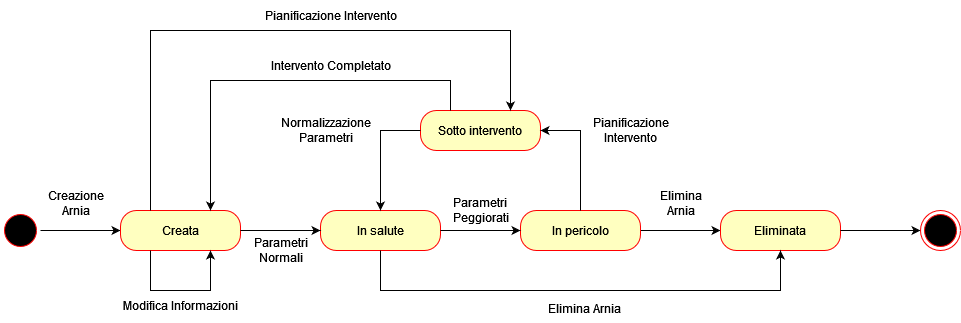 Pianificazione Intervento
Intervento Completato
Normalizzazione
Parametri
Sotto intervento
Pianificazione
Intervento
Creazione
Arnia
Creata
Parametri
Normali
In salute
Parametri
Peggiorati
In pericolo
Elimina
Arnia
Eliminata
Modifica Informazioni
Elimina Arnia